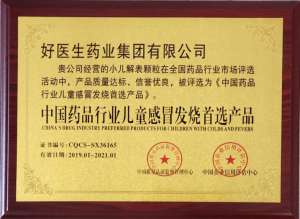 好医生药业集团有限公司
贵公司经营的小儿解表颗粒在全国药品行业市场评选
活动中，产品质量达标、信誉优良，被评选为《中国药品
行业儿童感冒发烧首选产品》。
中国药品行业儿童感冒发烧首选产品
CHINA'S DRUG INDUSTRY PREFERRED PRODUCTS FOR CHILDREN WITH COLDS AND FEVERS
证书编号:CQCS-SX36165
有效日期:2019.01-2021.01